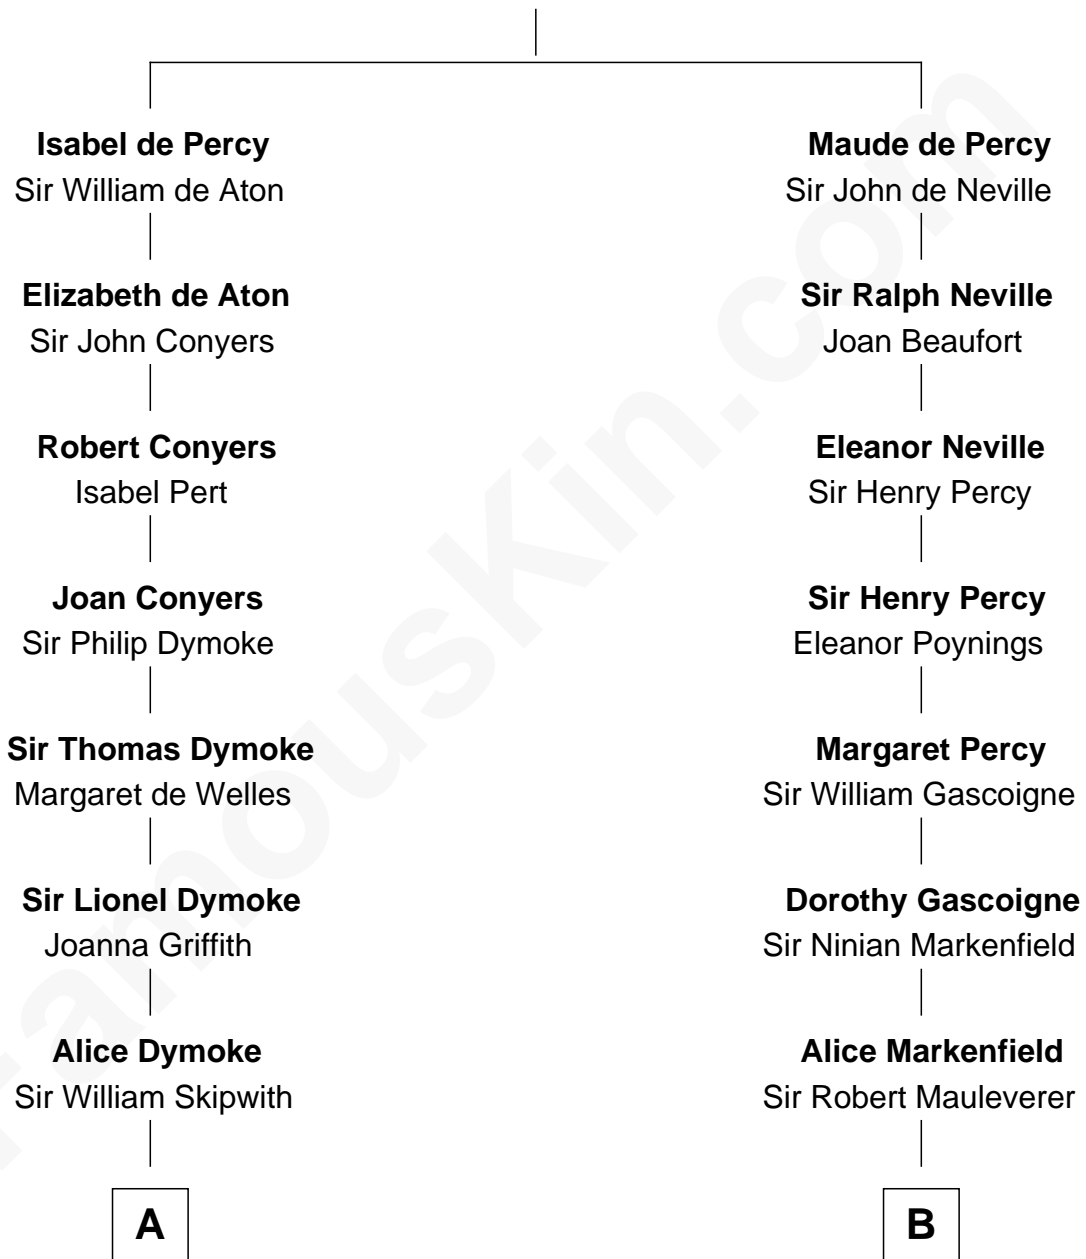 Isabel de Percy
Sir William de Aton
Elizabeth de Aton
Sir John Conyers
Robert Conyers
Isabel Pert
Joan Conyers
Sir Philip Dymoke
Sir Thomas Dymoke
Margaret de Welles
Sir Lionel Dymoke
Joanna Griffith
Alice Dymoke
Sir William Skipwith
A
Maude de Percy
Sir John de Neville
Sir Ralph Neville
Joan Beaufort
Eleanor Neville
Sir Henry Percy
Sir Henry Percy
Eleanor Poynings
Margaret Percy
Sir William Gascoigne
Dorothy Gascoigne
Sir Ninian Markenfield
Alice Markenfield
Sir Robert Mauleverer
B
FamousKin.com